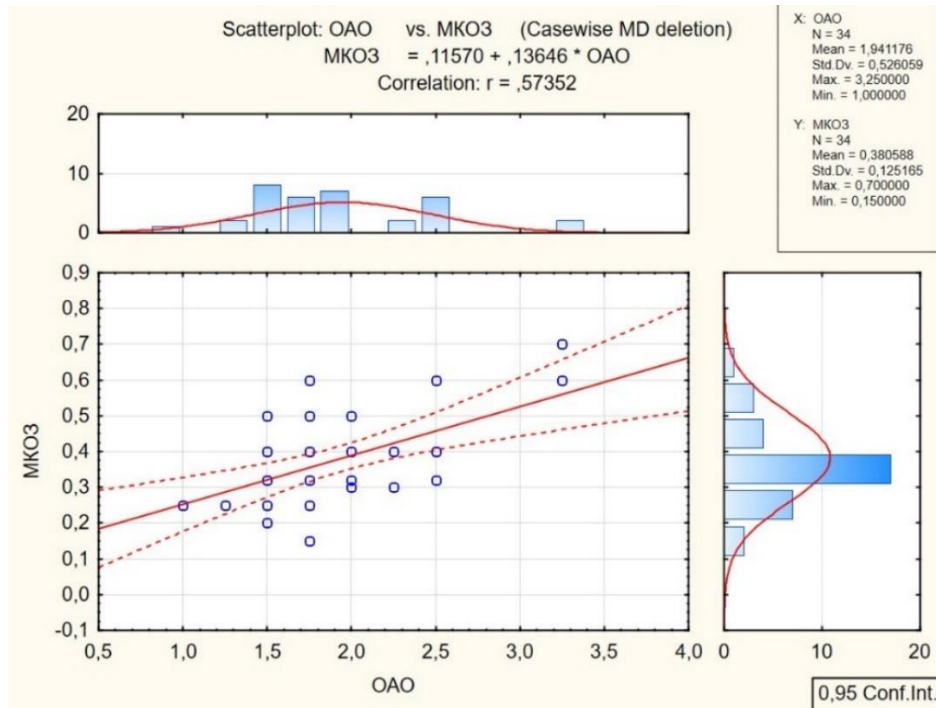 Scatterplot: OAO vs. MKO3 (Casewise MD deletion)
MKO3 = ,11570 + ,13646 * OAO
Correlation: r = ,57352
X: OAO
N = 34
Mean = 1,941176
Std.Dv. = 0,526059
Max. = 3,250000
Min. = 1,000000
Y: MKO3
N = 34
Mean = 0,380588
Std.Dv. = 0,125165
Max. = 0,700000
Min. = 0,150000
20
10
0
0,9
0,8
0,7
0,6
0,5
0,4
0,3
0,2
0,1
0,0
-0,1
MKO3
0,5 1,0 1,5 2,0 2,5 3,0 3,5 4,0
OAO
0 10 20
0,95 Conf.Int.